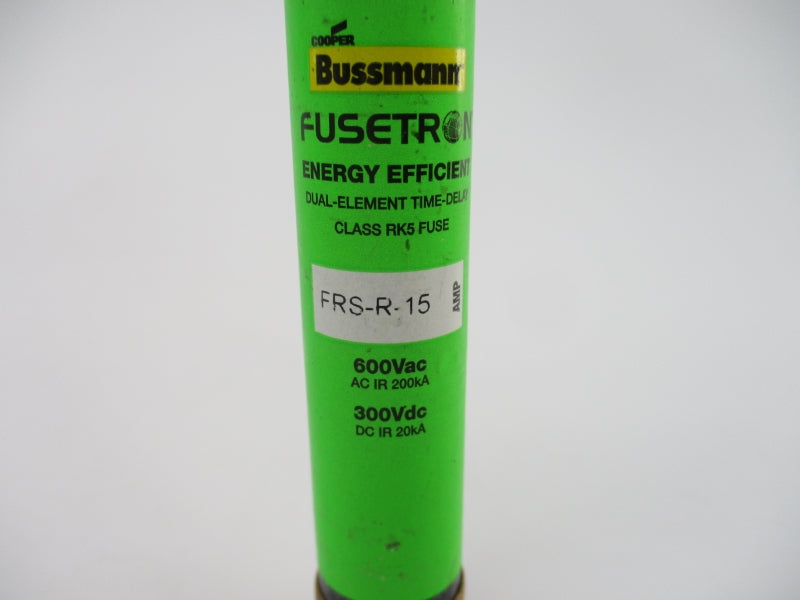 COOPER
Bussmann
FUSETRON
ENERGY EFFICIENT
DUAL-ELEMENT TIME-DELAY
CLASS RK5 FUSE
FRS-R-15
AMP
600Vac
AC IR 200kA
300Vdc
DC IR 20kA